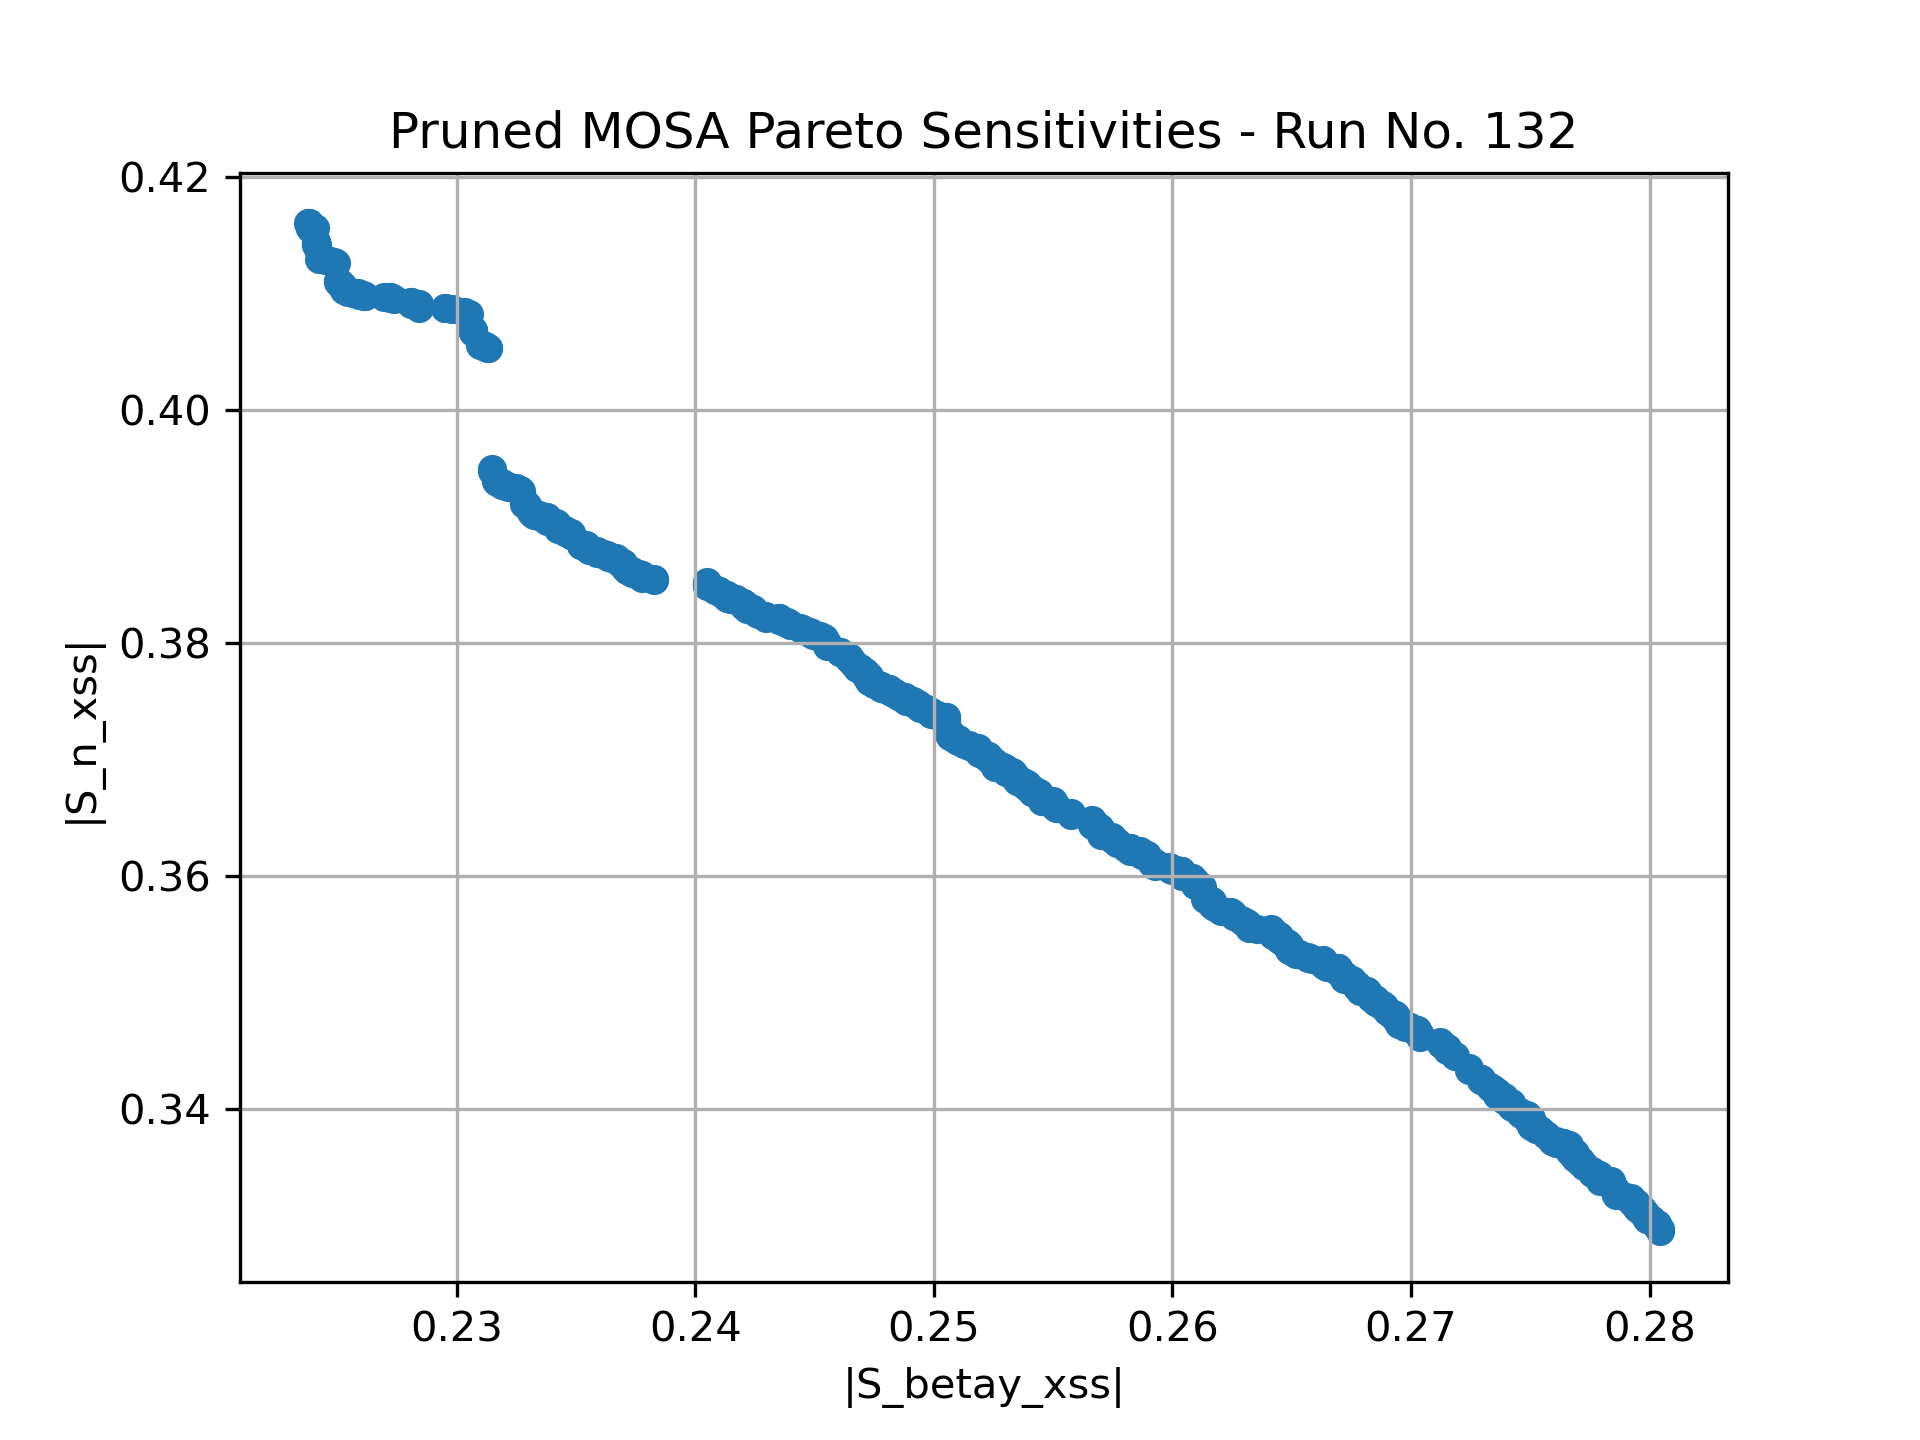 Pruned MOSA Pareto Sensitivities - Run No. 132
0.42
0.40
0.38
0.36
0.34
|S_n_xss|
0.23 0.24 0.25 0.26 0.27 0.28
|S_betay_xss|